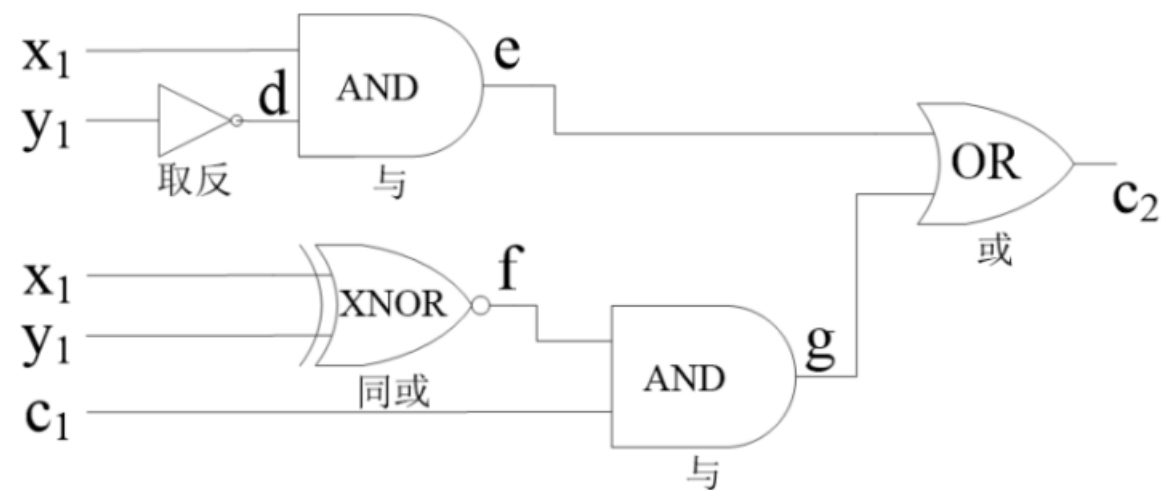 x₁
y₁
d
AND
e
取反
与
OR
c₂
或
x₁
y₁
c₁
XNOR
f
同或
AND
g
与